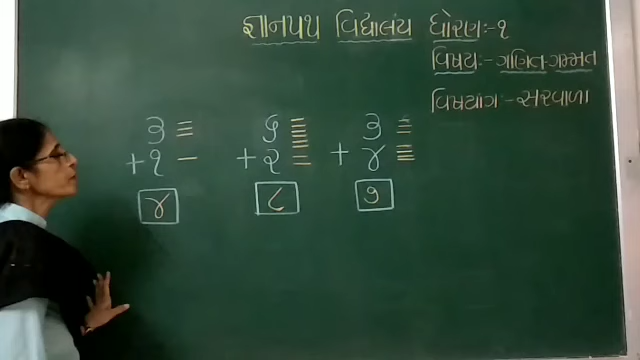 જ્ઞાનપથ વિદ્યાલય ધોરણ:-૧
વિષય:- ગણિત-ગમ્મત
વિષયાંગ:- સરવાળા
૩ ૬ ૩
+૧ +૨ +૪
૪ ૮ ૭